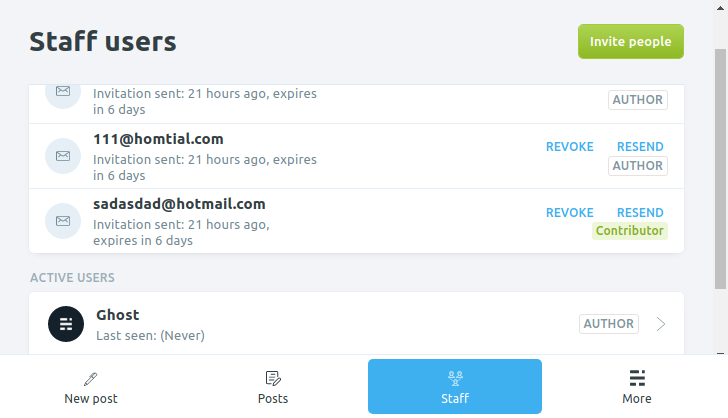 Staff users
Invite people
Invitation sent: 21 hours ago, expires
in 6 days
AUTHOR
111@homtial.com
Invitation sent: 21 hours ago, expires
in 6 days
REVOKE RESEND
AUTHOR
sadasdad@hotmail.com
Invitation sent: 21 hours ago,
expires in 6 days
REVOKE RESEND
Contributor
ACTIVE USERS
Ghost
Last seen: (Never)
AUTHOR
New post
Posts
Staff
More